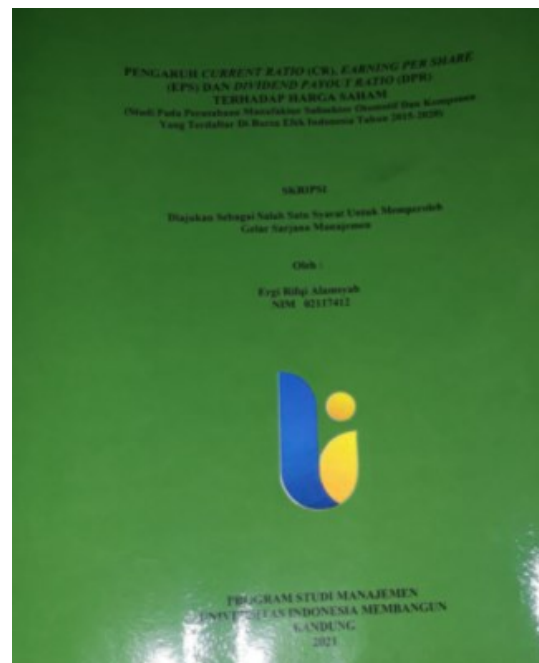 PENGARUH CURRENT RATIO (CR), EARNING PER SHARE
(EPS) DAN DIVIDEND PAYOUT RATIO (DPR)
TERHADAP HARGA SAHAM
(Studi Pada Perusahaan Manufaktur Subsektor Otomotif Dan Komponen
Yang Terdaftar Di Bursa Efek Indonesia Tahun 2015-2020)
SKRIPSI
Diajukan Sebagai Salah Satu Syarat Untuk Memperoleh
Gelar Sarjana Manajemen
Oleh :
Rifqi Alamsyah
NIM 02117412
PROGRAM STUDI MANAJEMEN
UNIVERSITAS INDONESIA MEMBANGUN
BANDUNG
2021